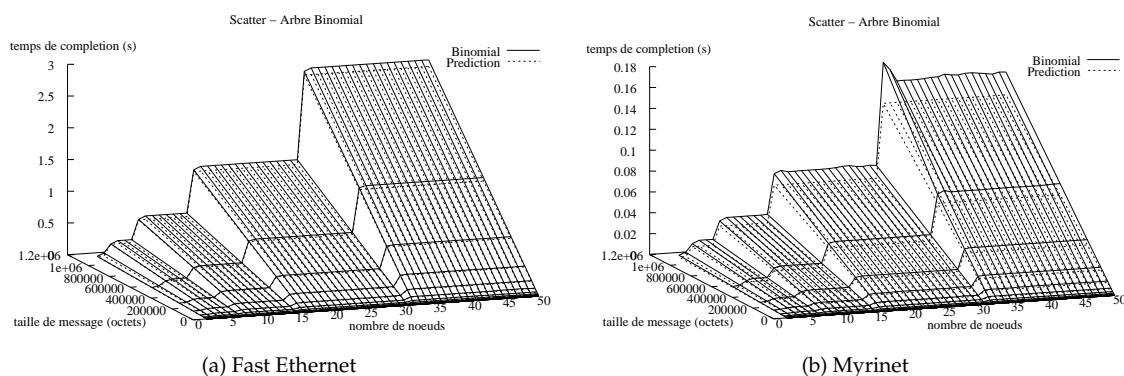 Scatter – Arbre Binomial
temps de completion (s)
Binomial
Prediction
3
2.5
2
1.5
1
0.5
0
1.2e+06
1e+06
800000
600000
400000
200000
0
taille de message (octets)
0
5
10
15
20
25
30
35
40
45
50
nombre de noeuds
(a) Fast Ethernet
Scatter – Arbre Binomial
temps de completion (s)
Binomial
Prediction
0.18
0.16
0.14
0.12
0.1
0.08
0.06
0.04
0.02
0
1.2e+06
1e+06
800000
600000
400000
200000
0
taille de message (octets)
0
5
10
15
20
25
30
35
40
45
50
nombre de noeuds
(b) Myrinet